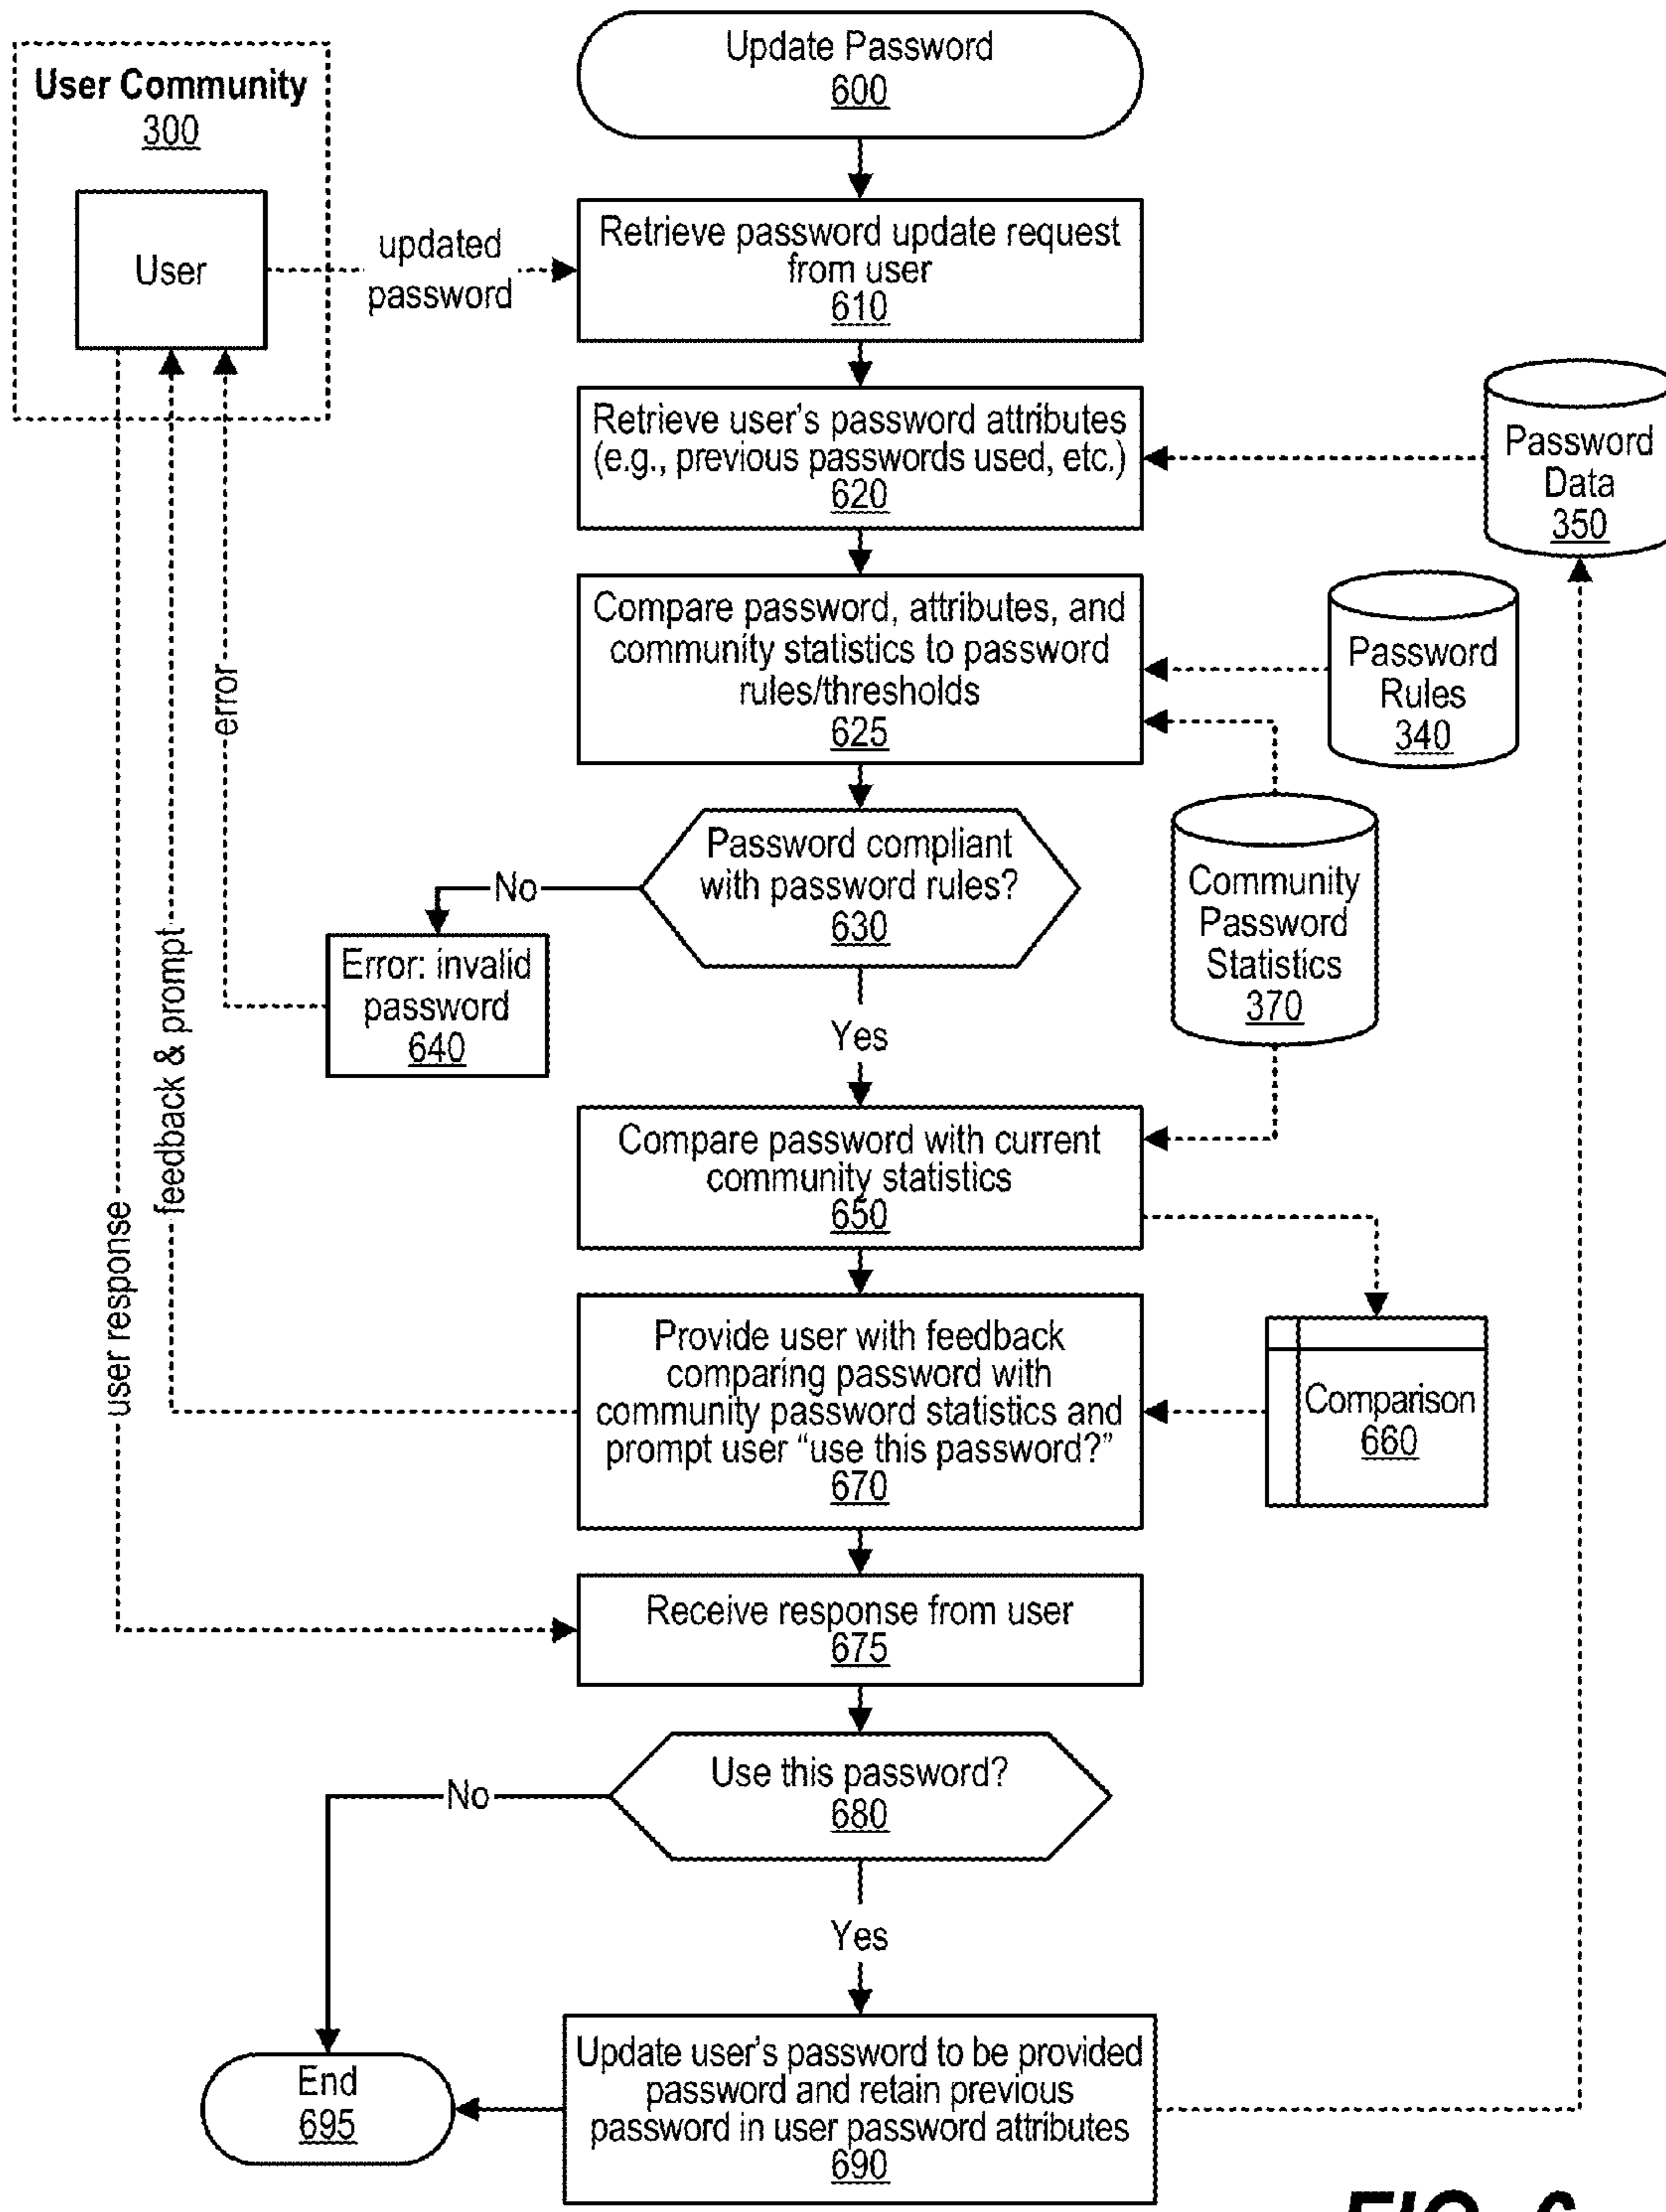 Update Password
600
User Community
300
User
updated
password
Retrieve password update request
from user
610
Retrieve user’s password attributes
(e.g., previous passwords used, etc.)
620
Password
Data
350
Compare password, attributes, and
community statistics to password
rules/thresholds
625
Password
Rules
340
error
Password compliant
with password rules?
630
No
Error: invalid
password
640
Community
Password
Statistics
370
Yes
feedback & prompt
Compare password with current
community statistics
650
user response
Provide user with feedback
comparing password with
community password statistics and
prompt user “use this password?”
670
Comparison
660
Receive response from user
675
Use this password?
680
No
Yes
Update user’s password to be provided
password and retain previous
password in user password attributes
690
End
695
FIG. 6